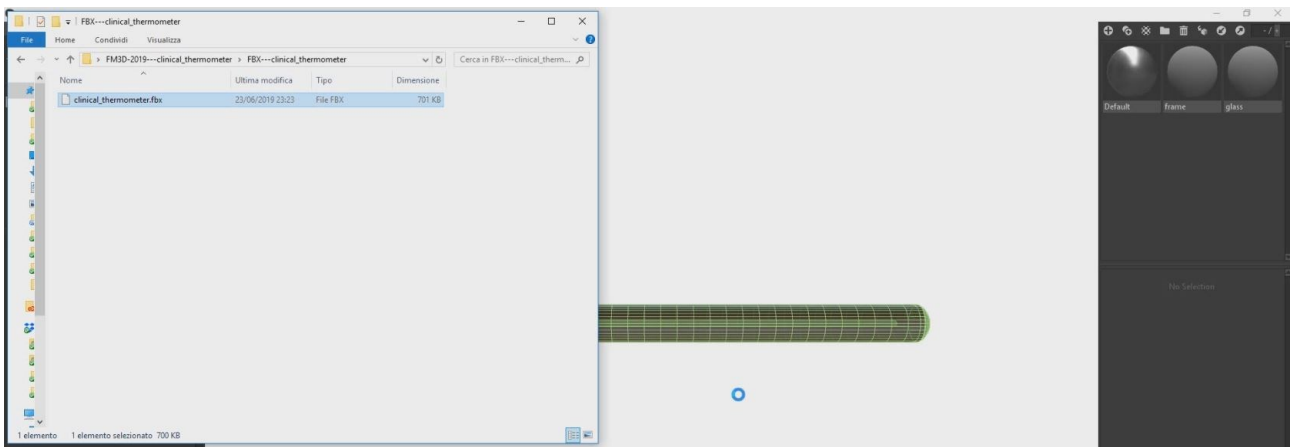 FBX---clinical_thermometer
File Home Condividi Visualizza
FM3D-2019---clinical_thermometer > FBX---clinical_thermometer Cerca in FBX---clinical_therm...
Nome Ultima modifica Tipo Dimensione
clinical_thermometer.fbx 23/06/2019 23:23 File FBX 701 KB
1 elemento 1 elemento selezionato 700 KB
-/-
Default frame glass
No Selection